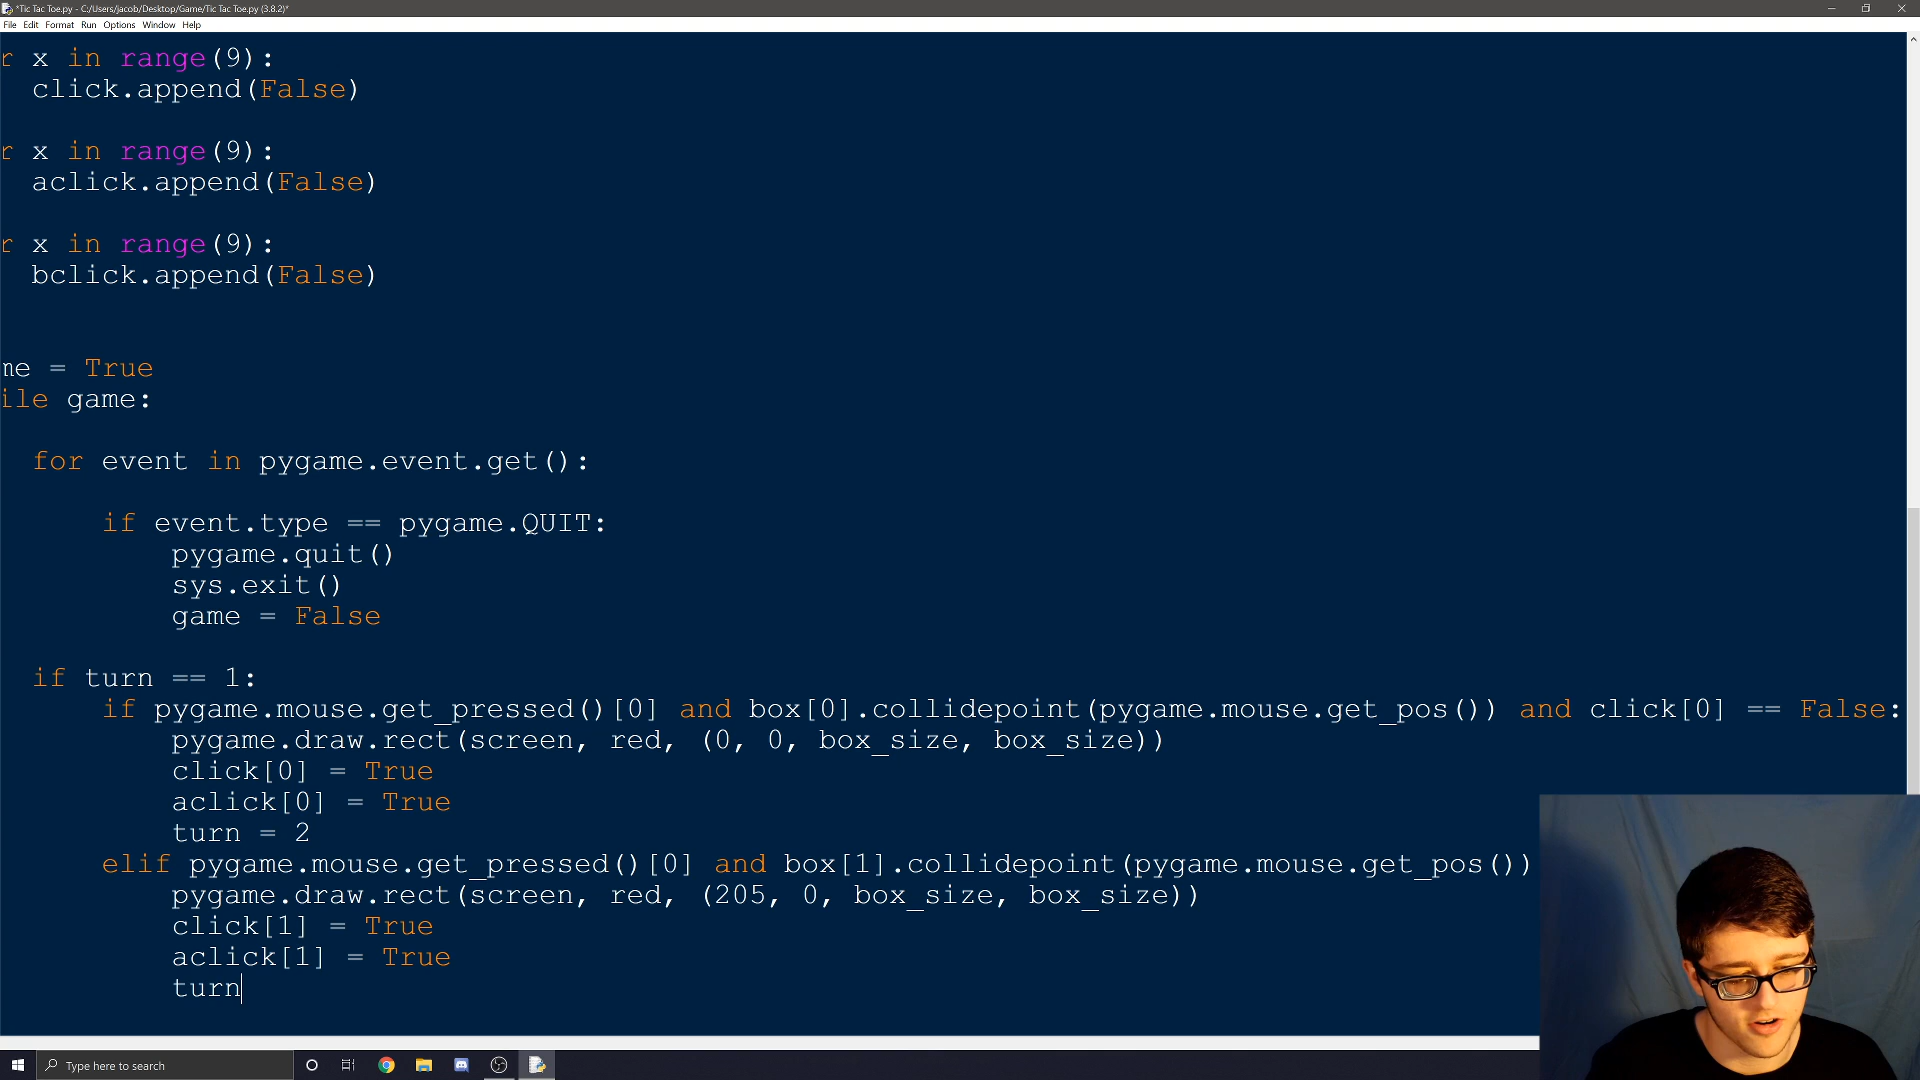 *Tic Tac Toe.py - C:/Users/jacob/Desktop/Game/Tic Tac Toe.py (3.8.2)*
File Edit Format Run Options Window Help
r x in range(9):
click.append(False)
r x in range(9):
aclick.append(False)
r x in range(9):
bclick.append(False)
me = True
ile game:
for event in pygame.event.get():
if event.type == pygame.QUIT:
pygame.quit()
sys.exit()
game = False
if turn == 1:
if pygame.mouse.get_pressed()[0] and box[0].collidepoint(pygame.mouse.get_pos()) and click[0] == False:
pygame.draw.rect(screen, red, (0, 0, box_size, box_size))
click[0] = True
aclick[0] = True
turn = 2
elif pygame.mouse.get_pressed()[0] and box[1].collidepoint(pygame.mouse.get_pos())
pygame.draw.rect(screen, red, (205, 0, box_size, box_size))
click[1] = True
aclick[1] = True
turn
Type here to search